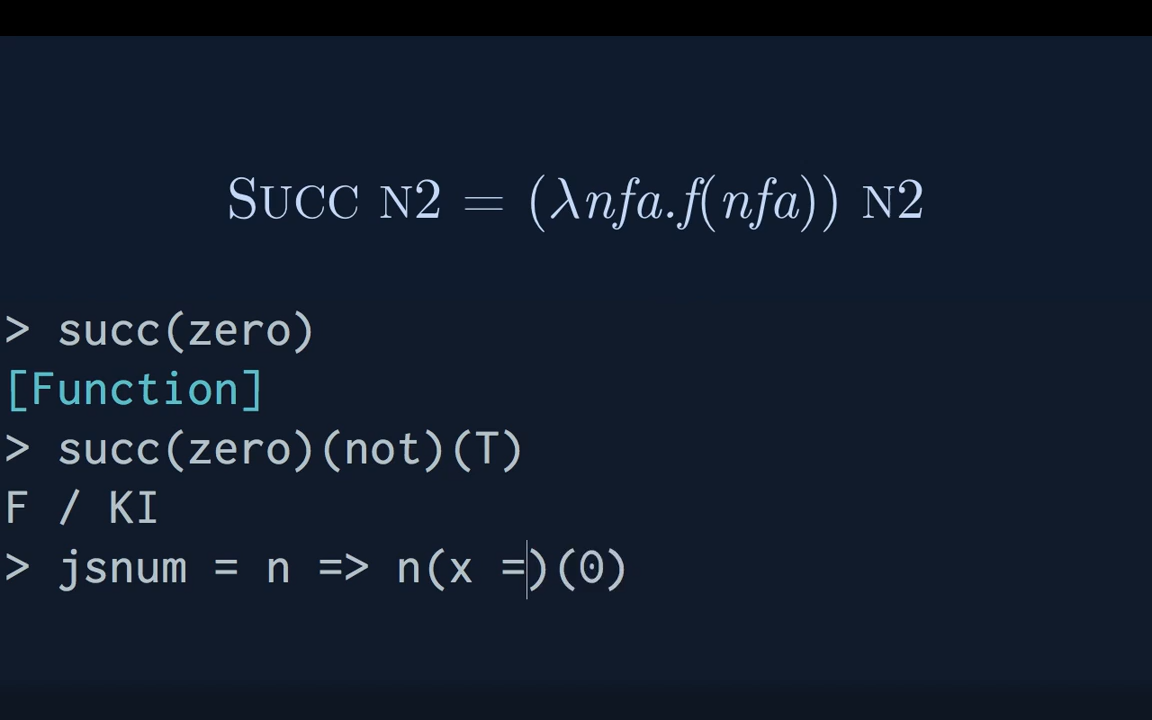 SUCC N2 = (λnfa.f(nfa)) N2
> succ(zero)
[Function]
> succ(zero)(not)(T)
F / KI
> jsnum = n => n(x =)(0)